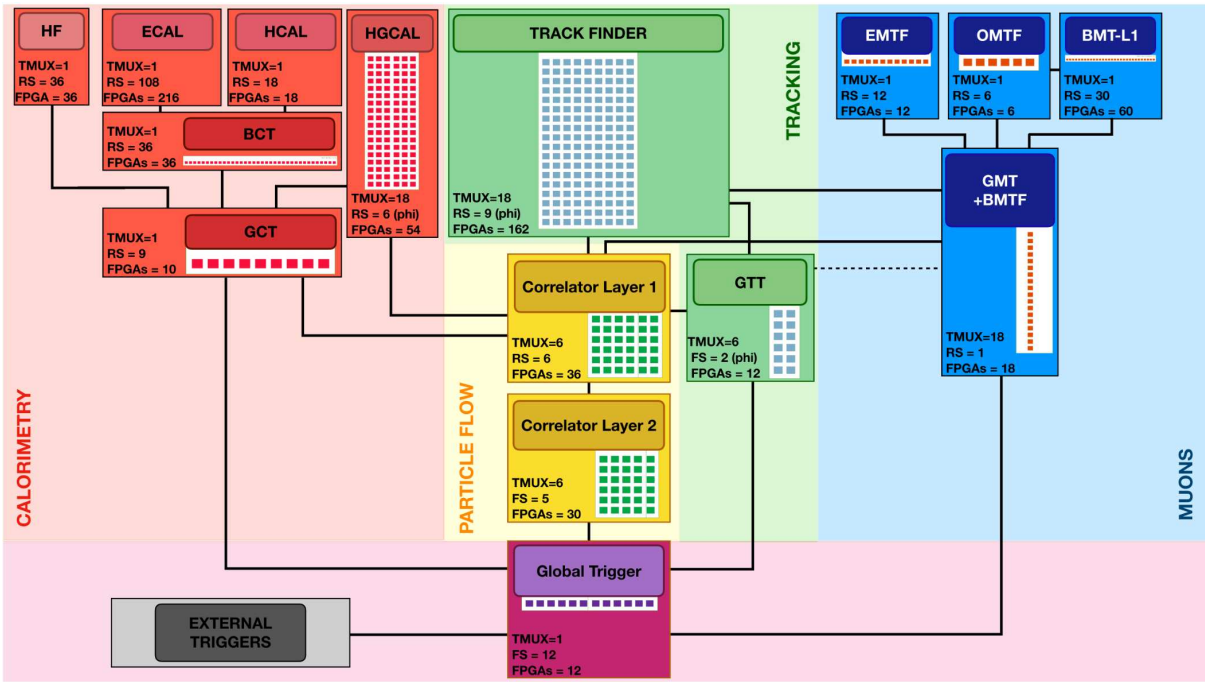 HF
TMUX=1
RS = 36
FPGA = 36
ECAL
TMUX=1
RS = 108
FPGAs = 216
HCAL
TMUX=1
RS = 18
FPGAs = 18
HGCAL
TMUX=18
RS = 6 (phi)
FPGAs = 54
BCT
TMUX=1
RS = 36
FPGAs = 36
GCT
TMUX=1
RS = 9
FPGAs = 10
CALORIMETRY
TRACK FINDER
TMUX=18
RS = 9 (phi)
FPGAs = 162
TRACKING
Correlator Layer 1
TMUX=6
RS = 6
FPGAs = 36
GTT
TMUX=6
FS = 2 (phi)
FPGAs = 12
Correlator Layer 2
TMUX=6
FS = 5
FPGAs = 30
PARTICLE FLOW
EMTF
TMUX=1
RS = 12
FPGAs = 12
OMTF
TMUX=1
RS = 6
FPGAs = 6
BMT-L1
TMUX=1
RS = 30
FPGAs = 60
GMT
+BMTF
TMUX=18
RS = 1
FPGAs = 18
MUONS
Global Trigger
TMUX=1
FS = 12
FPGAs = 12
EXTERNAL
TRIGGERS